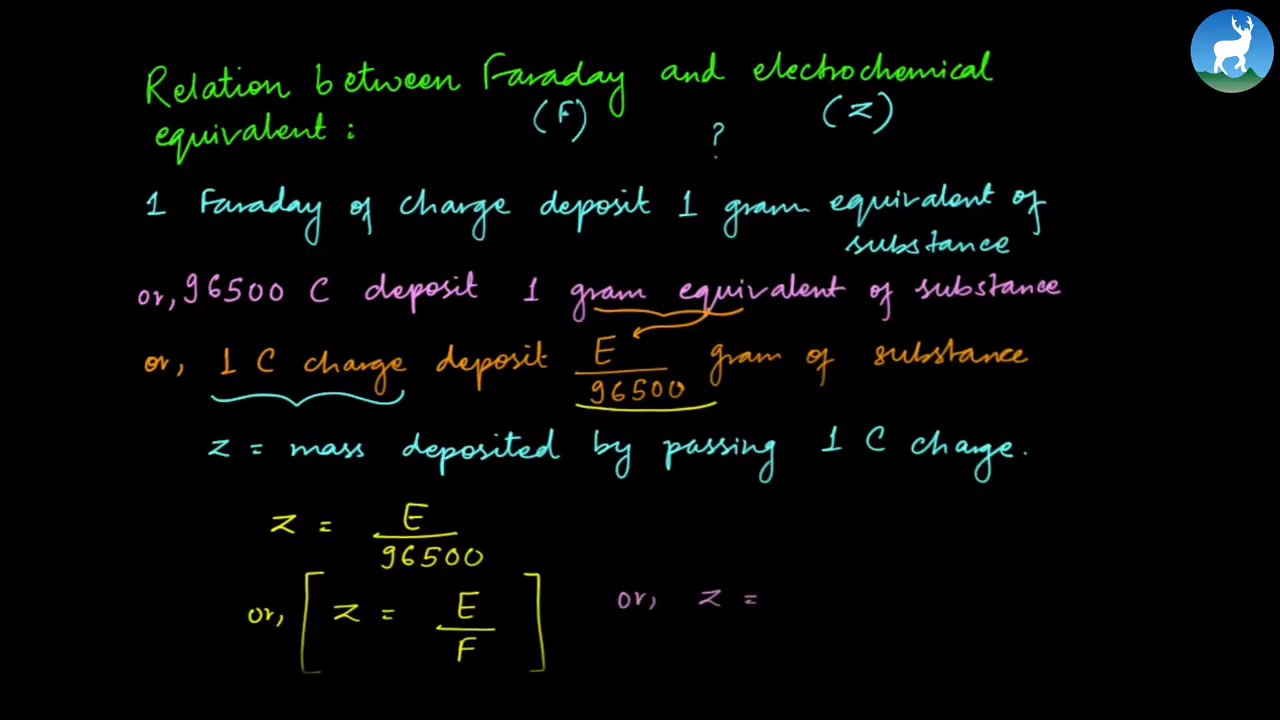 Relation between Faraday and electrochemical
equivalent : (F) ? (Z)
1 Faraday of charge deposit 1 gram equivalent of
substance
or, 96500 C deposit 1 gram equivalent of substance
or, 1 C charge deposit E/96500 gram of substance
z = mass deposited by passing 1 C charge.
z = E/96500
or, [ z = E/F ] or, z =